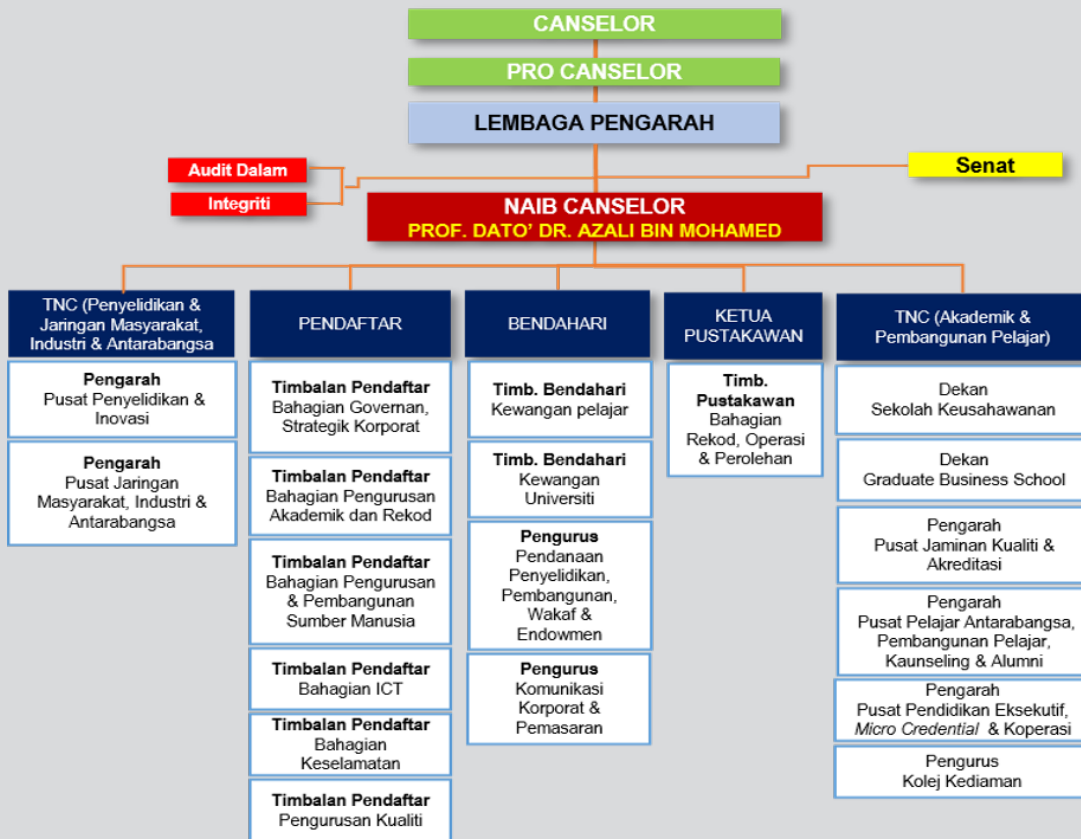 CANSELOR
PRO CANSELOR
LEMBAGA PENGARAH
Audit Dalam
Integriti
Senat
NAIB CANSELOR
PROF. DATO’ DR. AZALI BIN MOHAMED
TNC (Penyelidikan &
Jaringan Masyarakat,
Industri & Antarabangsa
Pengarah
Pusat Penyelidikan &
Inovasi
Pengarah
Pusat Jaringan
Masyarakat, Industri &
Antarabangsa
PENDAFTAR
Timbalan Pendaftar
Bahagian Governan,
Strategik Korporat
Timbalan Pendaftar
Bahagian Pengurusan
Akademik dan Rekod
Timbalan Pendaftar
Bahagian Pengurusan
& Pembangunan
Sumber Manusia
Timbalan Pendaftar
Bahagian ICT
Timbalan Pendaftar
Bahagian
Keselamatan
Timbalan Pendaftar
Pengurusan Kualiti
BENDAHARI
Timb. Bendahari
Kewangan pelajar
Timb. Bendahari
Kewangan
Universiti
Pengurus
Pendanaan
Penyelidikan,
Pembangunan,
Wakaf &
Endowmen
Pengurus
Komunikasi
Korporat &
Pemasaran
KETUA
PUSTAKAWAN
Timb.
Pustakawan
Bahagian
Rekod, Operasi
& Perolehan
TNC (Akademik &
Pembangunan Pelajar)
Dekan
Sekolah Keusahawanan
Dekan
Graduate Business School
Pengarah
Pusat Jaminan Kualiti &
Akreditasi
Pengarah
Pusat Pelajar Antarabangsa,
Pembangunan Pelajar,
Kaunseling & Alumni
Pengarah
Pusat Pendidikan Eksekutif,
Micro Credential & Koperasi
Pengurus
Kolej Kediaman